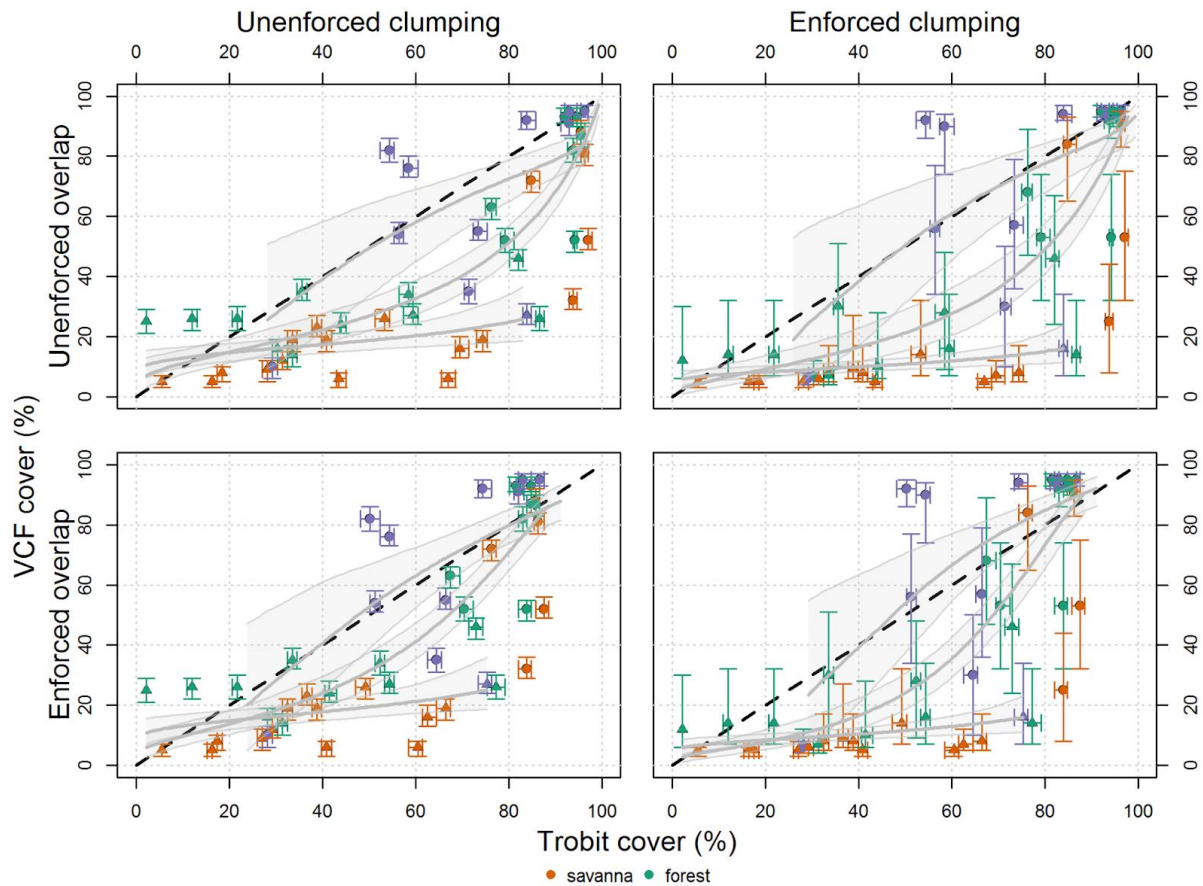 Unenforced clumping Enforced clumping
0 20 40 60 80 100 0 20 40 60 80 100
Unenforced overlap
0 20 40 60 80 100
0 20 40 60 80 100
VCF cover (%)
Enforced overlap
0 20 40 60 80 100
0 20 40 60 80 100
0 20 40 60 80 100 0 20 40 60 80 100
Trobit cover (%)
savanna forest